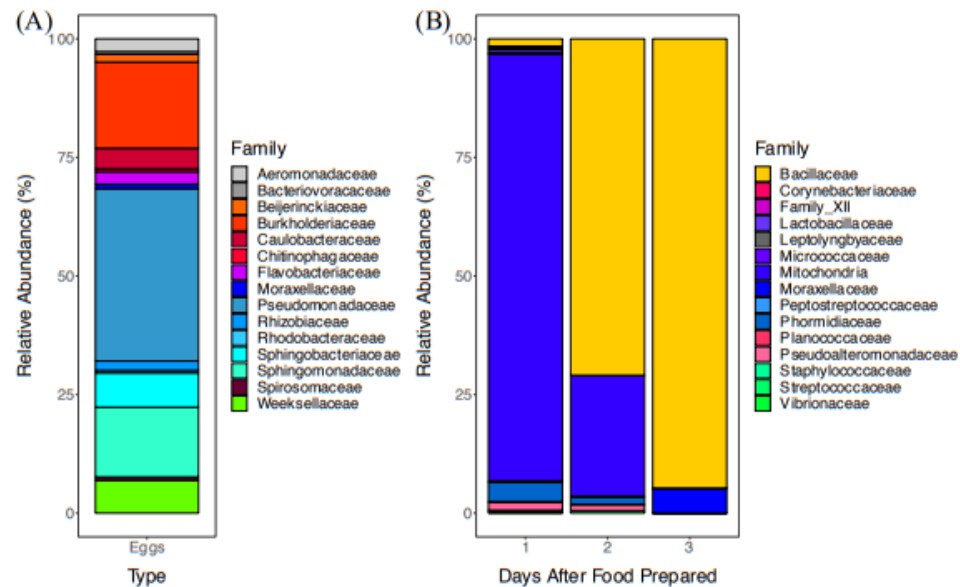 (A)
Relative Abundance (%)
100
75
50
25
0
Eggs
Type
Family
Aeromonadaceae
Bacteriovoracaceae
Beijerinckiaceae
Burkholderiaceae
Caulobacteraceae
Chitinophagaceae
Flavobacteriaceae
Moraxellaceae
Pseudomonadaceae
Rhizobiaceae
Rhodobacteraceae
Sphingobacteriaceae
Sphingomonadaceae
Spirosomaceae
Weeksellaceae
(B)
Relative Abundance (%)
100
75
50
25
0
1 2 3
Days After Food Prepared
Family
Bacillaceae
Corynebacteriaceae
Family_XII
Lactobacillaceae
Leptolyngbyaceae
Micrococcaceae
Mitochondria
Moraxellaceae
Peptostreptococcaceae
Phormidiaceae
Planococcaceae
Pseudoalteromonadaceae
Staphylococcaceae
Streptococcaceae
Vibrionaceae